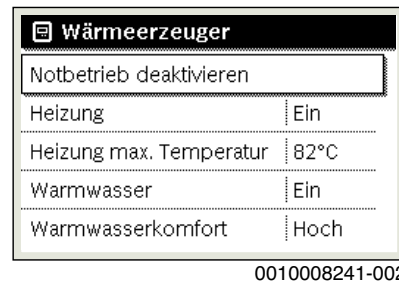 Wärmeerzeuger
Notbetrieb deaktivieren
Heizung Ein
Heizung max. Temperatur 82°C
Warmwasser Ein
Warmwasserkomfort Hoch
0010008241-002